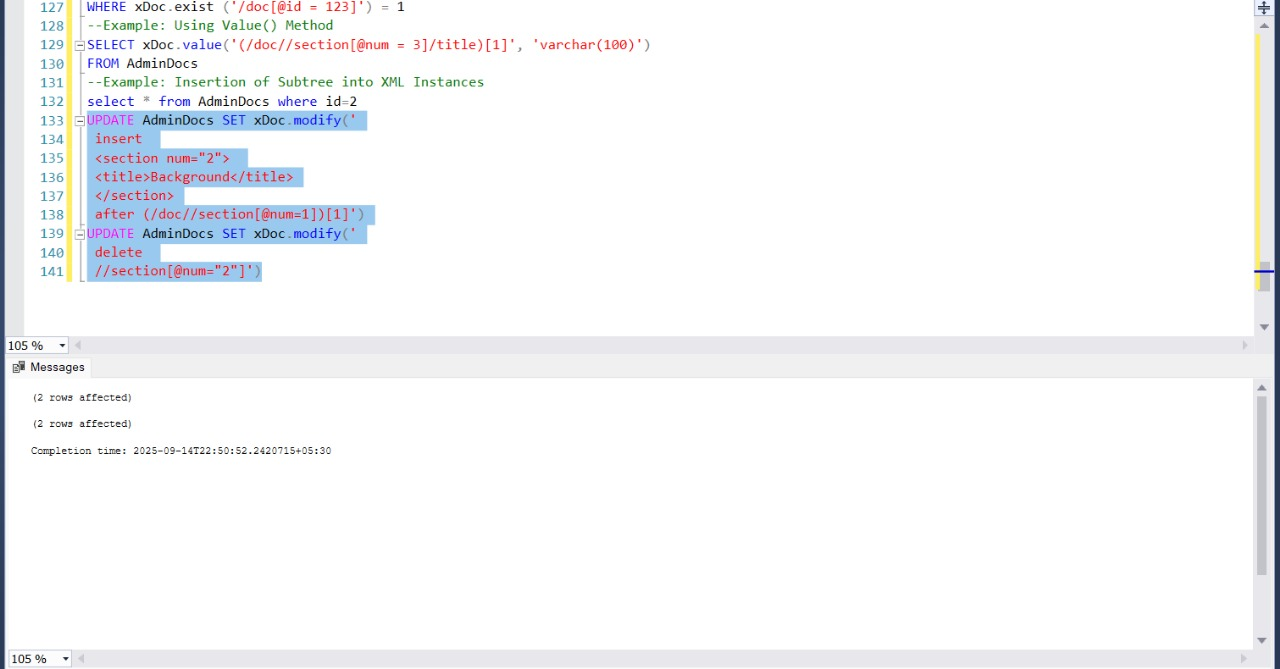 127 WHERE xDoc.exist ('/doc[@id = 123]') = 1
128 --Example: Using Value() Method
129 SELECT xDoc.value('(/doc//section[@num = 3]/title)[1]', 'varchar(100)')
130 FROM AdminDocs
131 --Example: Insertion of Subtree into XML Instances
132 select * from AdminDocs where id=2
133 UPDATE AdminDocs SET xDoc.modify('
134 insert
135 <section num="2">
136 <title>Background</title>
137 </section>
138 after (/doc//section[@num=1])[1]')
139 UPDATE AdminDocs SET xDoc.modify('
140 delete
141 //section[@num="2"]')
105 %
Messages
(2 rows affected)
(2 rows affected)
Completion time: 2025-09-14T22:50:52.2420715+05:30
105 %